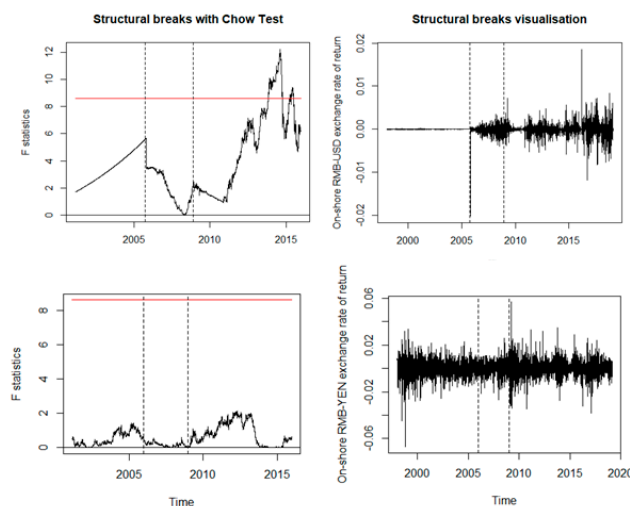 Structural breaks with Chow Test
Structural breaks visualisation
F statistics
0 2 4 6 8 10 12
2005 2010 2015
On-shore RMB-USD exchange rate of return
-0.02 -0.01 0.00 0.01 0.02
2000 2005 2010 2015
F statistics
0 2 4 6 8
2005 2010 2015
Time
On-shore RMB-YEN exchange rate of return
-0.06 -0.02 0.02 0.06
2000 2005 2010 2015 2020
Time